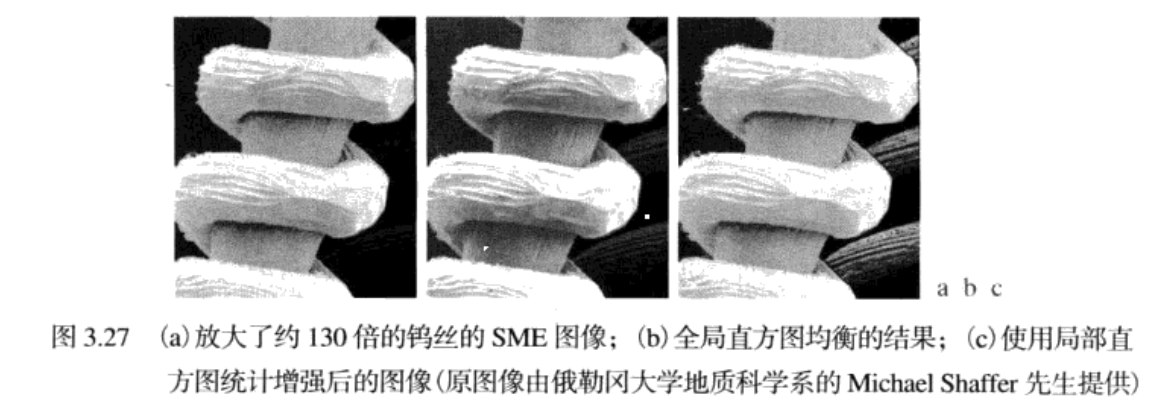 a b c
图 3.27 (a)放大了约 130 倍的钨丝的 SME 图像；(b)全局直方图均衡的结果；(c)使用局部直
方图统计增强后的图像(原图像由俄勒冈大学地质科学系的 Michael Shaffer 先生提供)